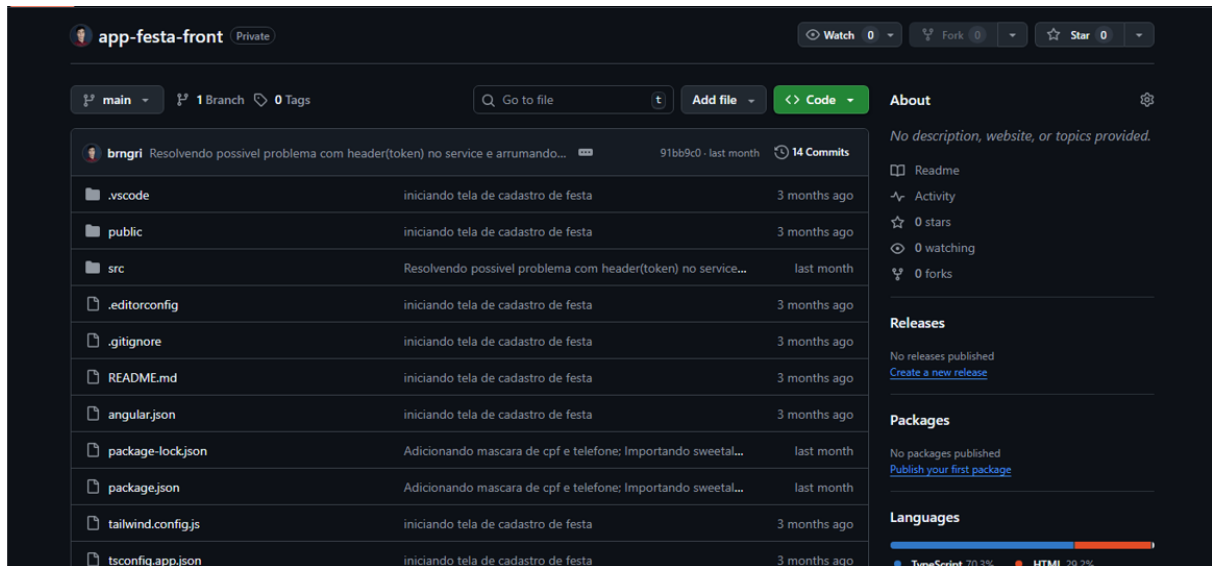 app-festa-front Private
Watch 0 Fork 0 Star 0
main 1 Branch 0 Tags Go to file t Add file Code
brngri Resolvendo possivel problema com header(token) no service e arrumando... 91bb9c0 · last month 14 Commits
.vscode iniciando tela de cadastro de festa 3 months ago
public iniciando tela de cadastro de festa 3 months ago
src Resolvendo possivel problema com header(token) no service... last month
.editorconfig iniciando tela de cadastro de festa 3 months ago
.gitignore iniciando tela de cadastro de festa 3 months ago
README.md iniciando tela de cadastro de festa 3 months ago
angular.json iniciando tela de cadastro de festa 3 months ago
package-lock.json Adicionando mascara de cpf e telefone; Importando sweetal... last month
package.json Adicionando mascara de cpf e telefone; Importando sweetal... last month
tailwind.config.js iniciando tela de cadastro de festa 3 months ago
tsconfig.app.json iniciando tela de cadastro de festa 3 months ago
About
No description, website, or topics provided.
Readme
Activity
0 stars
0 watching
0 forks
Releases
No releases published
Create a new release
Packages
No packages published
Publish your first package
Languages
TypeScript 70.3% HTML 29.2%